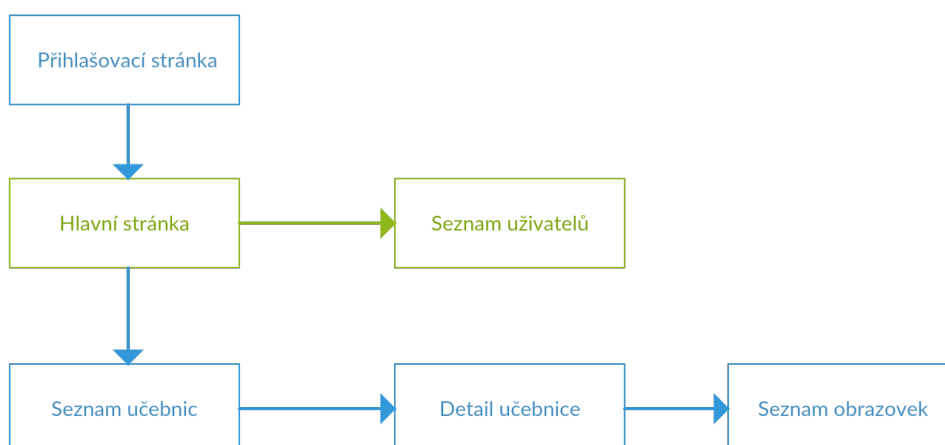 Přihlašovací stránka
Hlavní stránka
Seznam uživatelů
Seznam učebnic
Detail učebnice
Seznam obrazovek